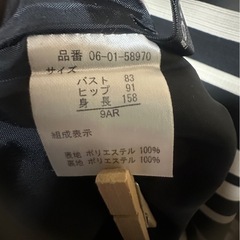 品番 06-01-58970
サイズ
バスト 83
ヒップ 91
身長 158
9AR
組成表示
表地 ポリエステル 100%
裏地 ポリエステル 100%